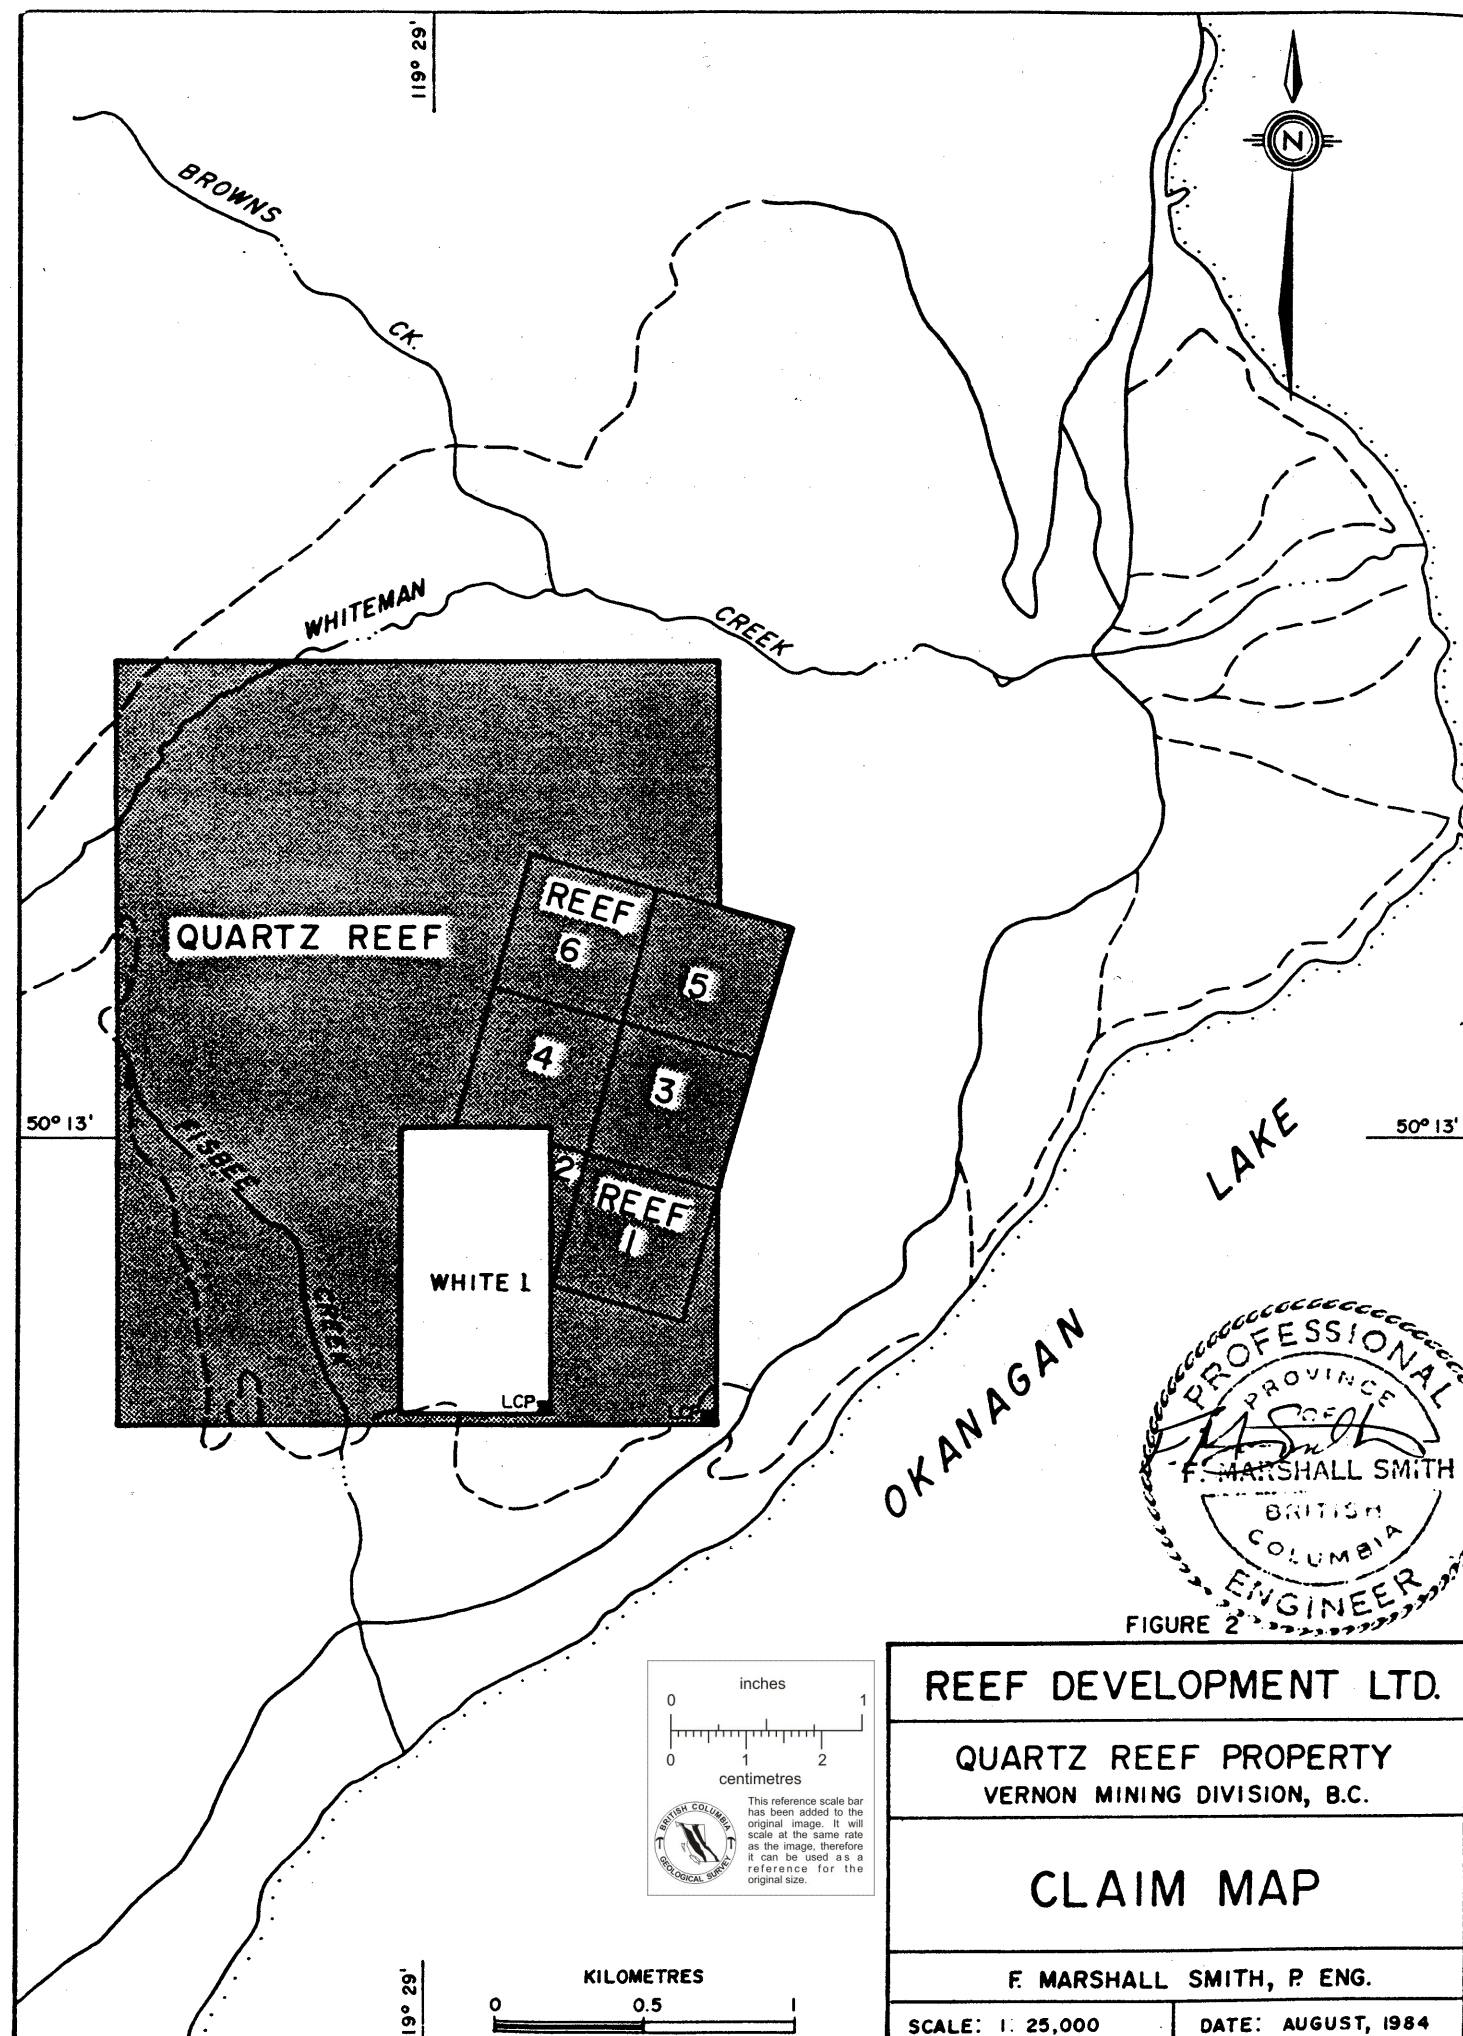 119° 29'
N
BROWNS
CK.
WHITEMAN
CREEK
QUARTZ REEF
REEF
6
5
4
3
2
REEF
1
50° 13'
50° 13'
FISBEE
CREEK
WHITE 1
LCP
LCP
LAKE
OKANAGAN
PROFESSIONAL
PROVINCE
OF
F. MARSHALL SMITH
BRITISH
COLUMBIA
ENGINEER
FIGURE 2
REEF DEVELOPMENT LTD.
QUARTZ REEF PROPERTY
VERNON MINING DIVISION, B.C.
CLAIM MAP
F. MARSHALL SMITH, P. ENG.
SCALE: 1: 25,000
DATE: AUGUST, 1984
inches
0 1
0 1 2
centimetres
BRITISH COLUMBIA
GEOLOGICAL SURVEY
This reference scale bar
has been added to the
original image. It will
scale at the same rate
as the image, therefore
it can be used as a
reference for the
original size.
KILOMETRES
0 0.5 1
19° 29'